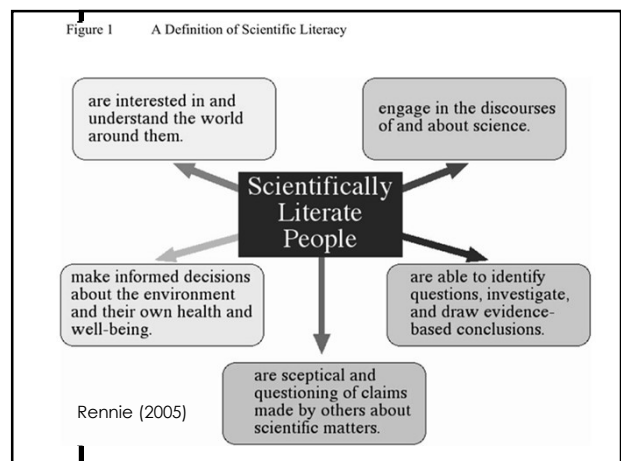 Figure 1 A Definition of Scientific Literacy
are interested in and
understand the world
around them.
engage in the discourses
of and about science.
Scientifically
Literate
People
make informed decisions
about the environment
and their own health and
well-being.
are able to identify
questions, investigate,
and draw evidence-
based conclusions.
are sceptical and
questioning of claims
made by others about
scientific matters.
Rennie (2005)